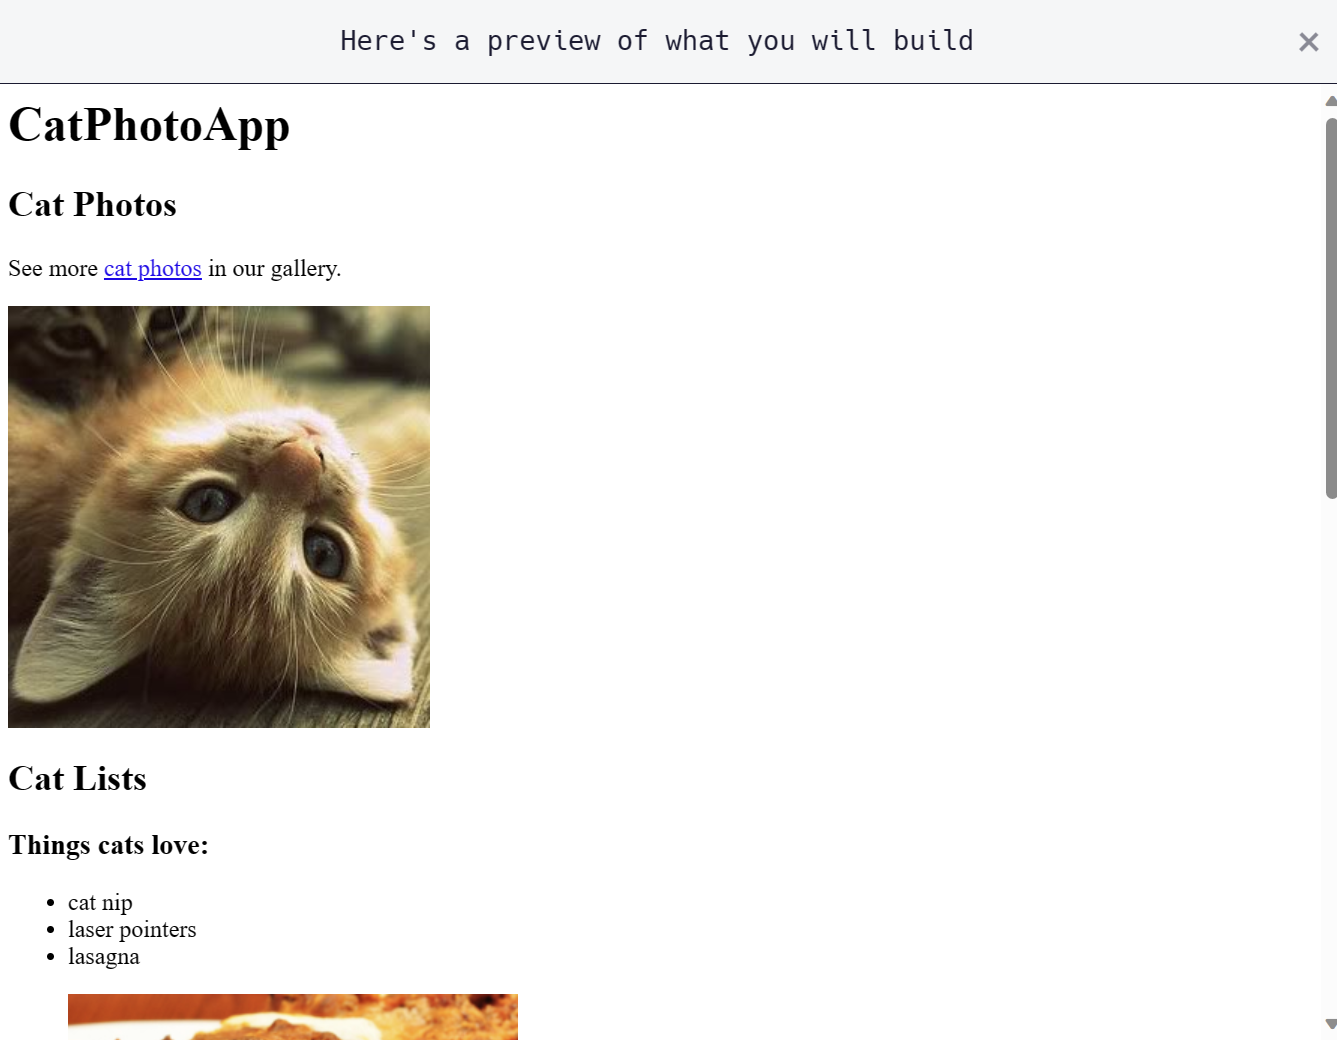 Here's a preview of what you will build
CatPhotoApp
Cat Photos
See more cat photos in our gallery.
Cat Lists
Things cats love:
cat nip
laser pointers
lasagna